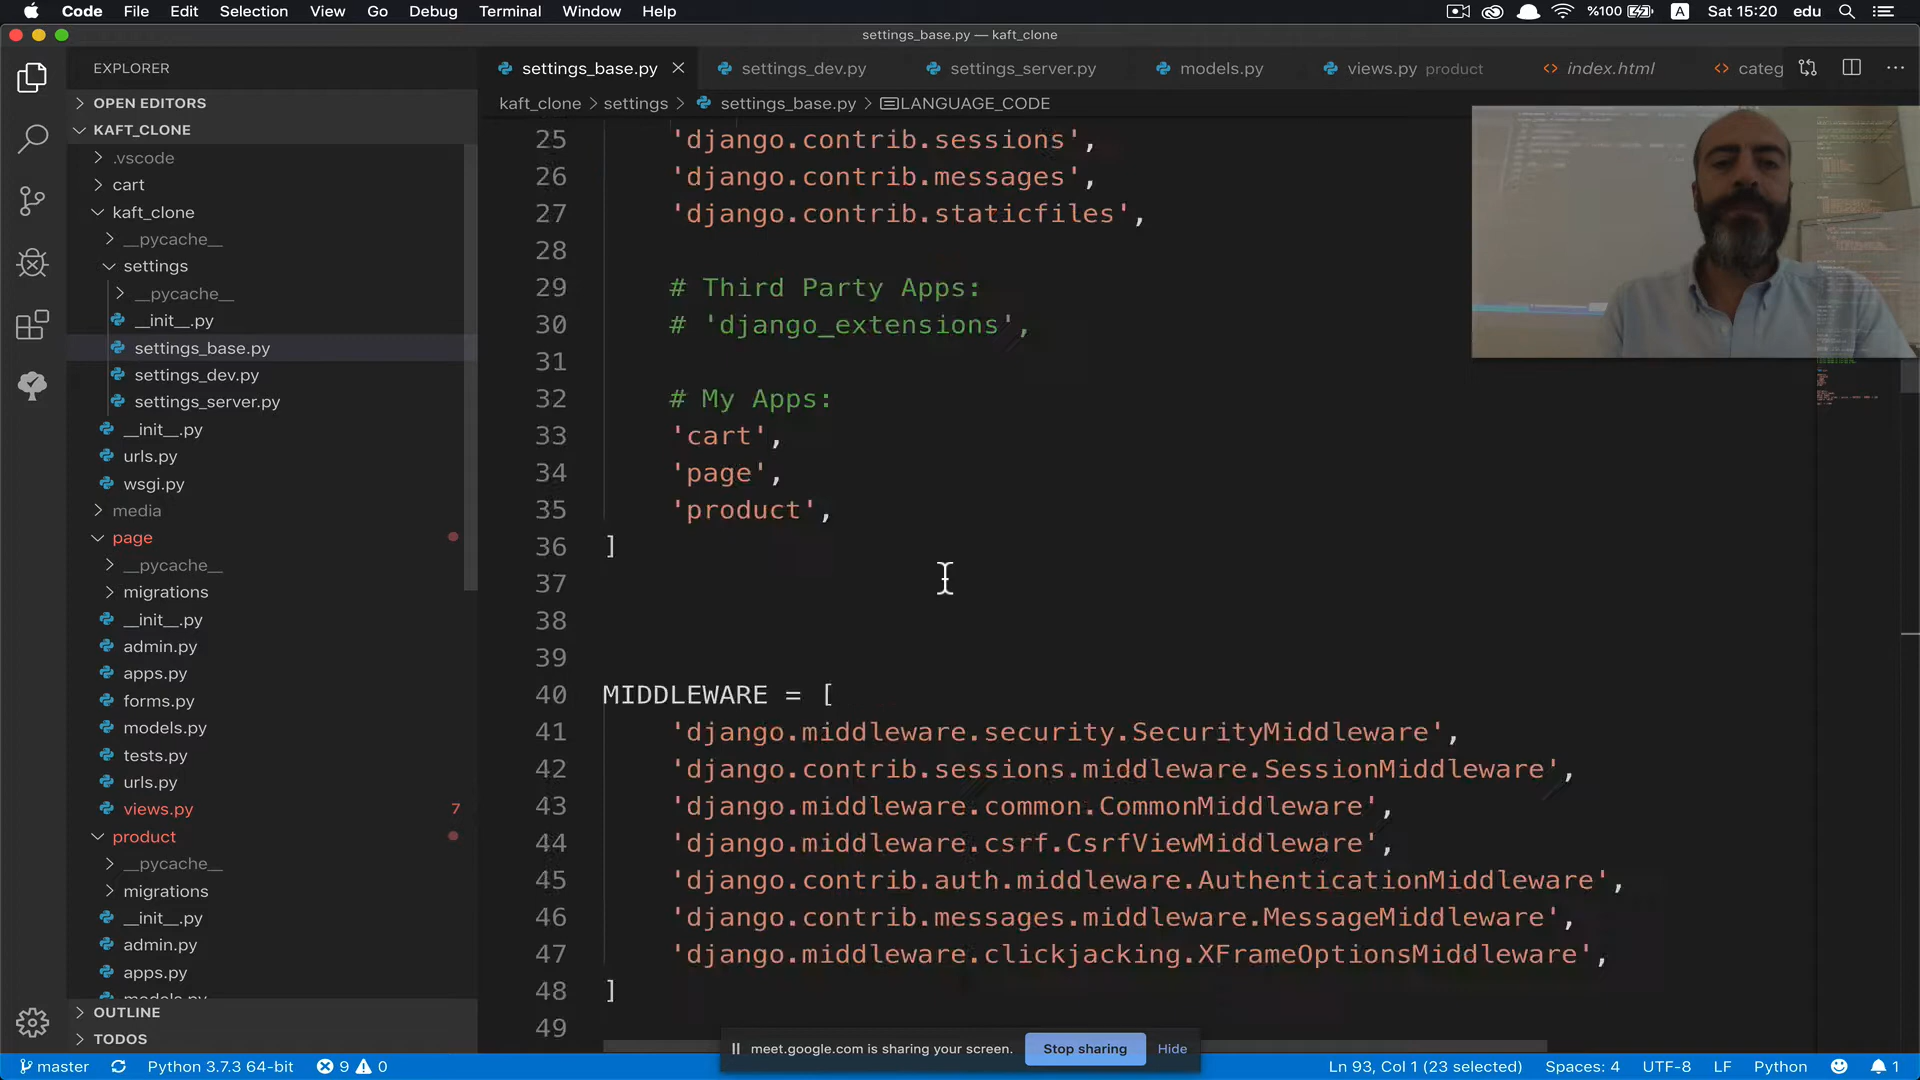 Code File Edit Selection View Go Debug Terminal Window Help
%100 A Sat 15:20 edu
settings_base.py — kaft_clone
EXPLORER
OPEN EDITORS
KAFT_CLONE
.vscode
cart
kaft_clone
__pycache__
settings
__pycache__
__init__.py
settings_base.py
settings_dev.py
settings_server.py
__init__.py
urls.py
wsgi.py
media
page
__pycache__
migrations
__init__.py
admin.py
apps.py
forms.py
models.py
tests.py
urls.py
views.py 7
product
__pycache__
migrations
__init__.py
admin.py
apps.py
models.py
OUTLINE
TODOS
settings_base.py settings_dev.py settings_server.py models.py views.py product index.html categ
kaft_clone > settings > settings_base.py > LANGUAGE_CODE
25 'django.contrib.sessions',
26 'django.contrib.messages',
27 'django.contrib.staticfiles',
28
29 # Third Party Apps:
30 # 'django_extensions',
31
32 # My Apps:
33 'cart',
34 'page',
35 'product',
36 ]
37
38
39
40 MIDDLEWARE = [
41 'django.middleware.security.SecurityMiddleware',
42 'django.contrib.sessions.middleware.SessionMiddleware',
43 'django.middleware.common.CommonMiddleware',
44 'django.middleware.csrf.CsrfViewMiddleware',
45 'django.contrib.auth.middleware.AuthenticationMiddleware',
46 'django.contrib.messages.middleware.MessageMiddleware',
47 'django.middleware.clickjacking.XFrameOptionsMiddleware',
48 ]
49
meet.google.com is sharing your screen. Stop sharing Hide
master Python 3.7.3 64-bit 9 0 Ln 93, Col 1 (23 selected) Spaces: 4 UTF-8 LF Python 1